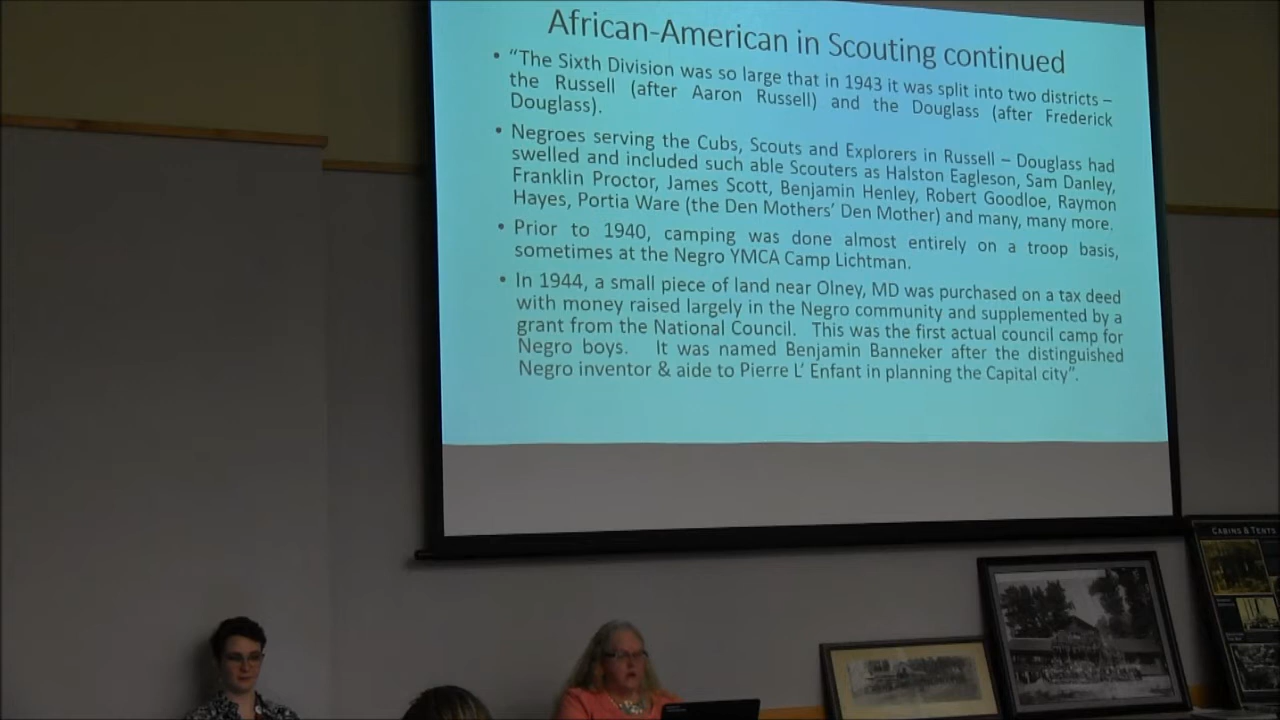 African-American in Scouting continued
• “The Sixth Division was so large that in 1943 it was split into two districts –
the Russell (after Aaron Russell) and the Douglass (after Frederick
Douglass).
• Negroes serving the Cubs, Scouts and Explorers in Russell – Douglass had
swelled and included such able Scouters as Halston Eagleson, Sam Danley,
Franklin Proctor, James Scott, Benjamin Henley, Robert Goodloe, Raymon
Hayes, Portia Ware (the Den Mothers’ Den Mother) and many, many more.
• Prior to 1940, camping was done almost entirely on a troop basis,
sometimes at the Negro YMCA Camp Lichtman.
• In 1944, a small piece of land near Olney, MD was purchased on a tax deed
with money raised largely in the Negro community and supplemented by a
grant from the National Council. This was the first actual council camp for
Negro boys. It was named Benjamin Banneker after the distinguished
Negro inventor & aide to Pierre L’ Enfant in planning the Capital city”.
CABINS & TENTS